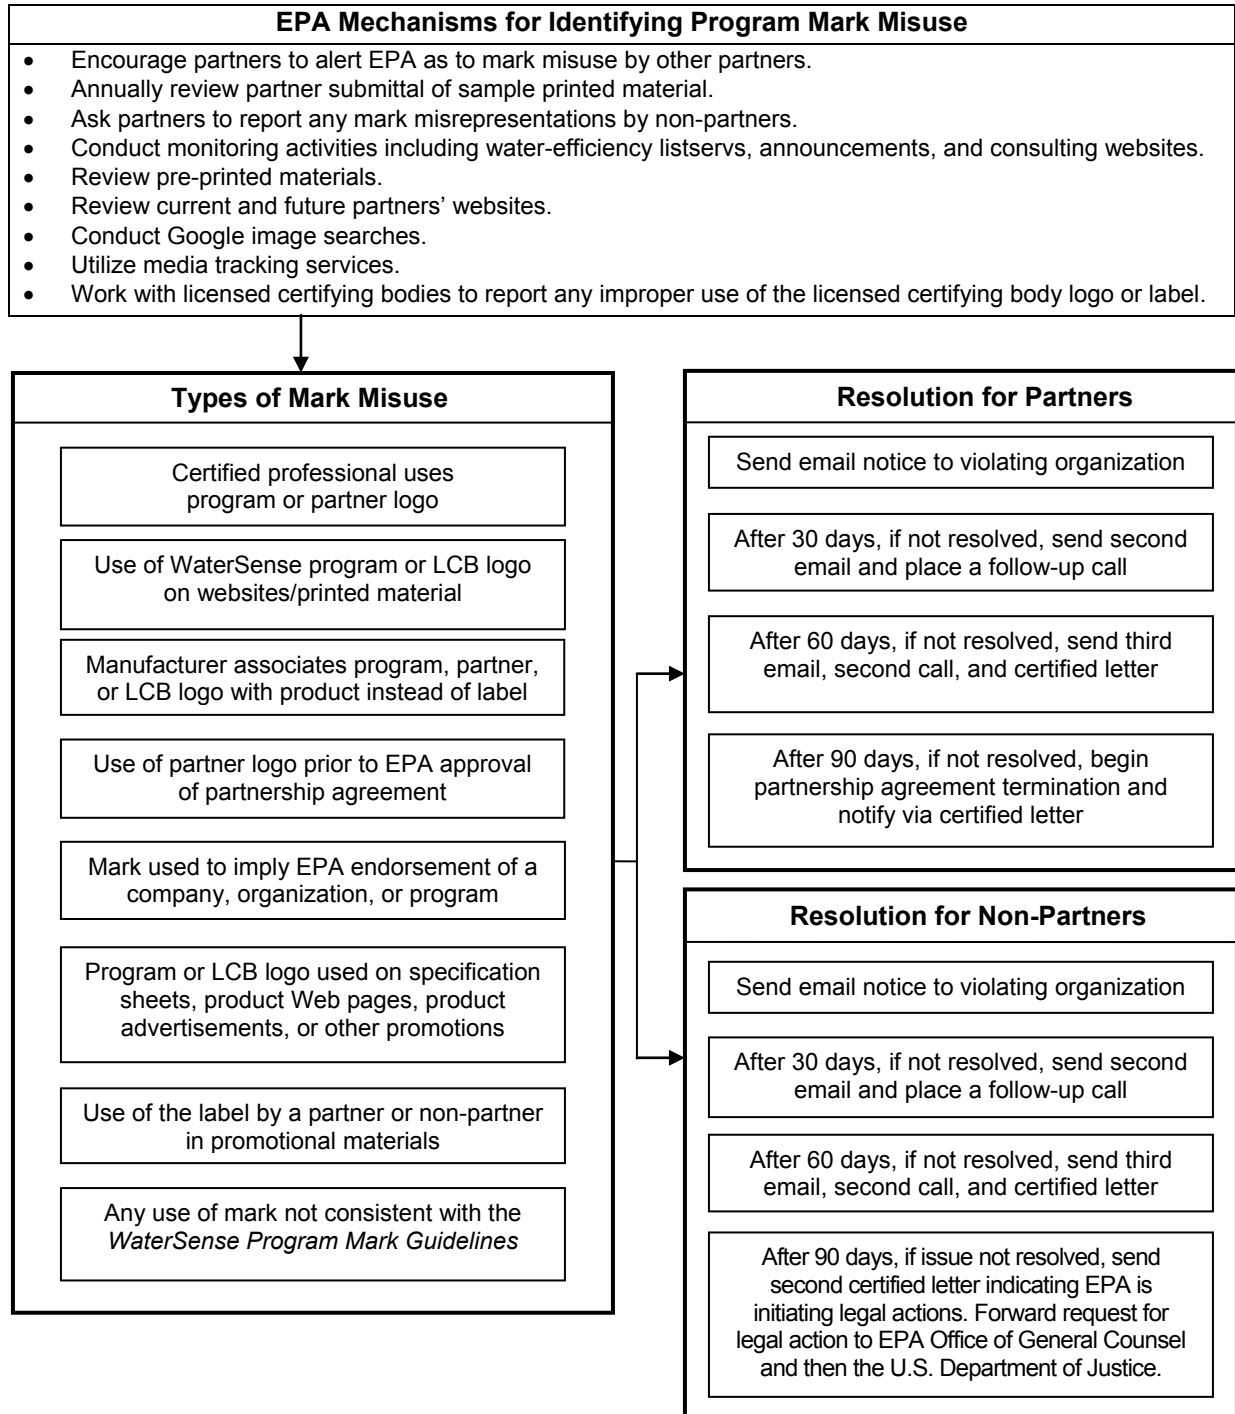 EPA Mechanisms for Identifying Program Mark Misuse
• Encourage partners to alert EPA as to mark misuse by other partners.
• Annually review partner submittal of sample printed material.
• Ask partners to report any mark misrepresentations by non-partners.
• Conduct monitoring activities including water-efficiency listservs, announcements, and consulting websites.
• Review pre-printed materials.
• Review current and future partners’ websites.
• Conduct Google image searches.
• Utilize media tracking services.
• Work with licensed certifying bodies to report any improper use of the licensed certifying body logo or label.
Types of Mark Misuse
Certified professional uses
program or partner logo
Use of WaterSense program or LCB logo
on websites/printed material
Manufacturer associates program, partner,
or LCB logo with product instead of label
Use of partner logo prior to EPA approval
of partnership agreement
Mark used to imply EPA endorsement of a
company, organization, or program
Program or LCB logo used on specification
sheets, product Web pages, product
advertisements, or other promotions
Use of the label by a partner or non-partner
in promotional materials
Any use of mark not consistent with the
WaterSense Program Mark Guidelines
Resolution for Partners
Send email notice to violating organization
After 30 days, if not resolved, send second
email and place a follow-up call
After 60 days, if not resolved, send third
email, second call, and certified letter
After 90 days, if not resolved, begin
partnership agreement termination and
notify via certified letter
Resolution for Non-Partners
Send email notice to violating organization
After 30 days, if not resolved, send second
email and place a follow-up call
After 60 days, if not resolved, send third
email, second call, and certified letter
After 90 days, if issue not resolved, send
second certified letter indicating EPA is
initiating legal actions. Forward request for
legal action to EPA Office of General Counsel
and then the U.S. Department of Justice.